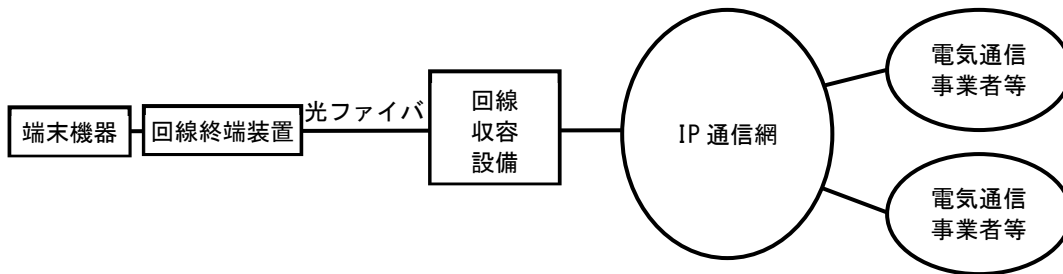 端末機器
回線終端装置
光ファイバ
回線
収容
設備
IP 通信網
電気通信
事業者等
電気通信
事業者等